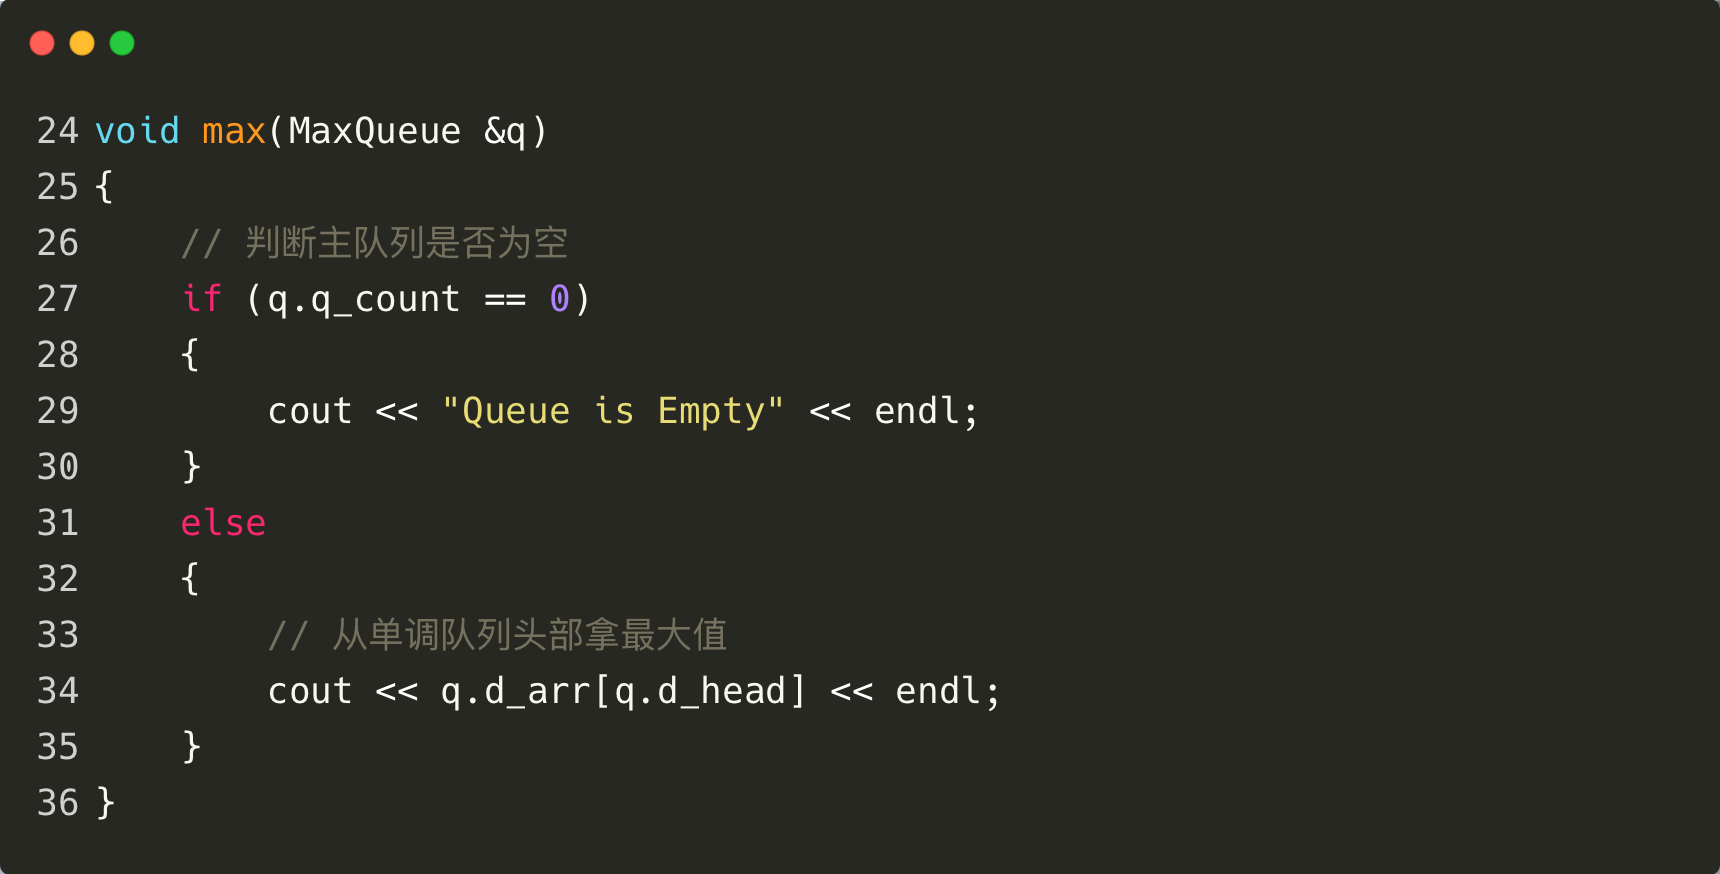 24 void max(MaxQueue &q)
25 {
26     // 判断主队列是否为空
27     if (q.q_count == 0)
28     {
29         cout << "Queue is Empty" << endl;
30     }
31     else
32     {
33         // 从单调队列头部拿最大值
34         cout << q.d_arr[q.d_head] << endl;
35     }
36 }